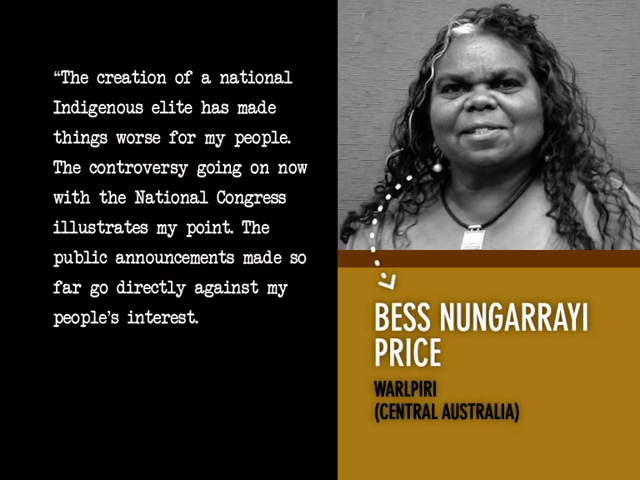 “The creation of a national
Indigenous elite has made
things worse for my people.
The controversy going on now
with the National Congress
illustrates my point. The
public announcements made so
far go directly against my
people’s interest.
BESS NUNGARRAYI
PRICE
WARLPIRI
(CENTRAL AUSTRALIA)